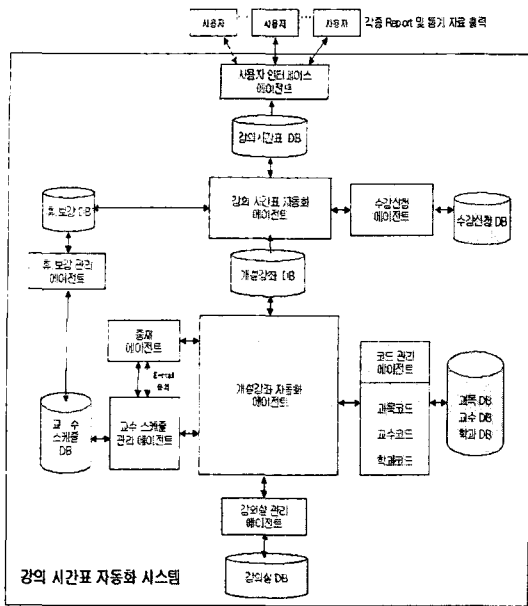 사용자 사용자 사용자
각종 Report 및 통계 자료 출력
사용자 인터페이스
에이전트
강의시간표 DB
강의 시간표 자동화
에이전트
수강신청
에이전트
수강신청 DB
휴.보강 DB
휴.보강 관리
에이전트
개설강좌 DB
중재
에이전트
E-mail
개설강좌 자동화
에이전트
코드 관리
에이전트
과목코드
교수코드
학과코드
과목 DB
교수 DB
학과 DB
교 수
스케줄
DB
교수 스케줄
관리 에이전트
강의실 관리
에이전트
강의실 DB
강의 시간표 자동화 시스템